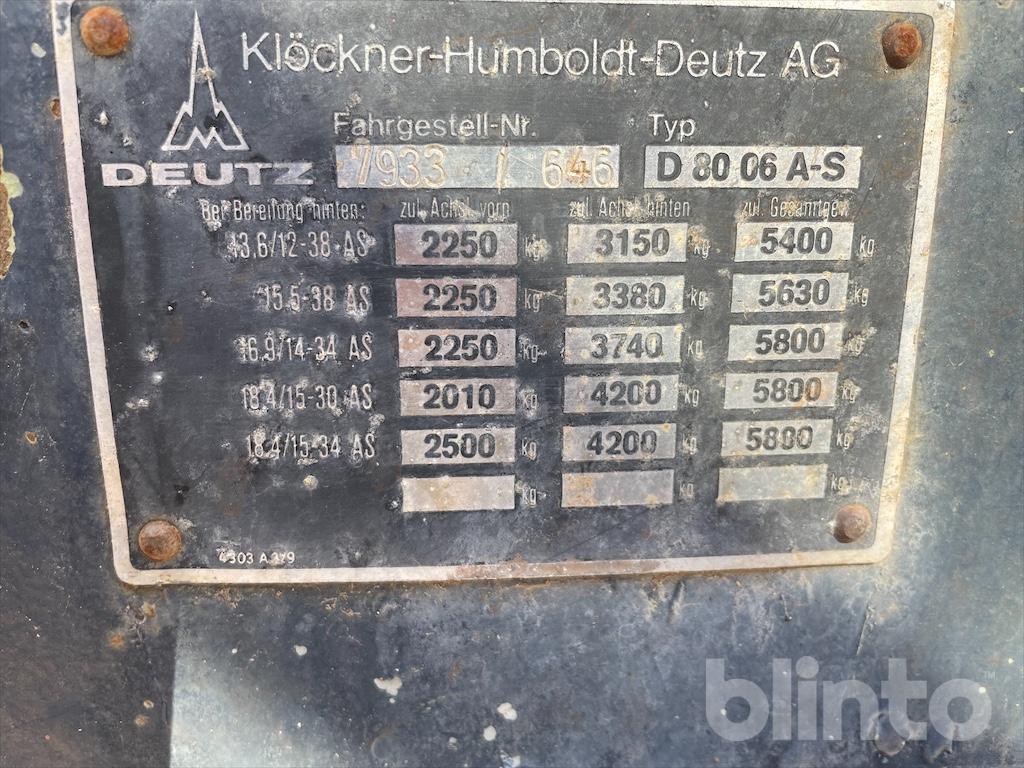 Klöckner-Humboldt-Deutz AG
Fahrgestell-Nr. Typ
DEUTZ 7933 / 646 D 80 06 A-S
Bei Bereifung hinten: zul. Achsl. vorn zul. Achsl. hinten zul. Gesamtgew.
13,6/12-38 AS 2250 kg 3150 kg 5400 kg
15,5-38 AS 2250 kg 3380 kg 5630 kg
16,9/14-34 AS 2250 kg 3740 kg 5800 kg
18,4/15-30 AS 2010 kg 4200 kg 5800 kg
18,4/15-34 AS 2500 kg 4200 kg 5800 kg
kg kg kg
4303 A 379
blinto